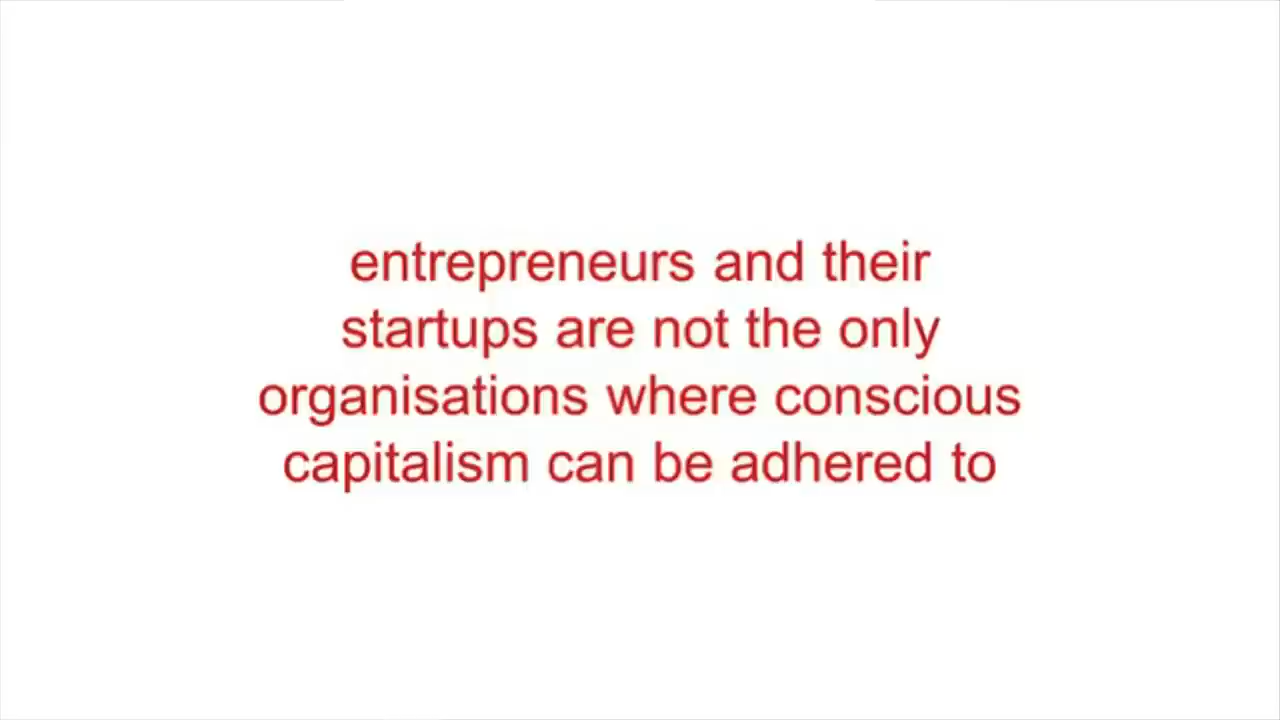 entrepreneurs and their
startups are not the only
organisations where conscious
capitalism can be adhered to